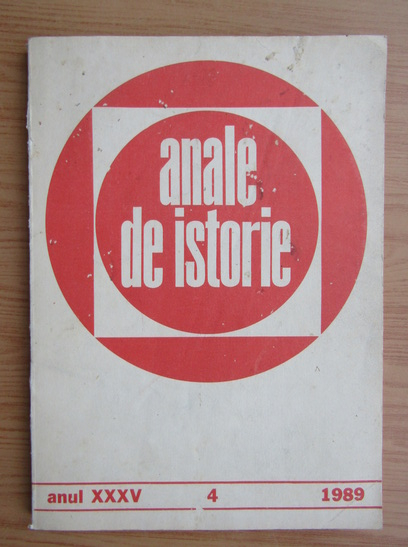 anale
de istorie
anul XXXV 4 1989